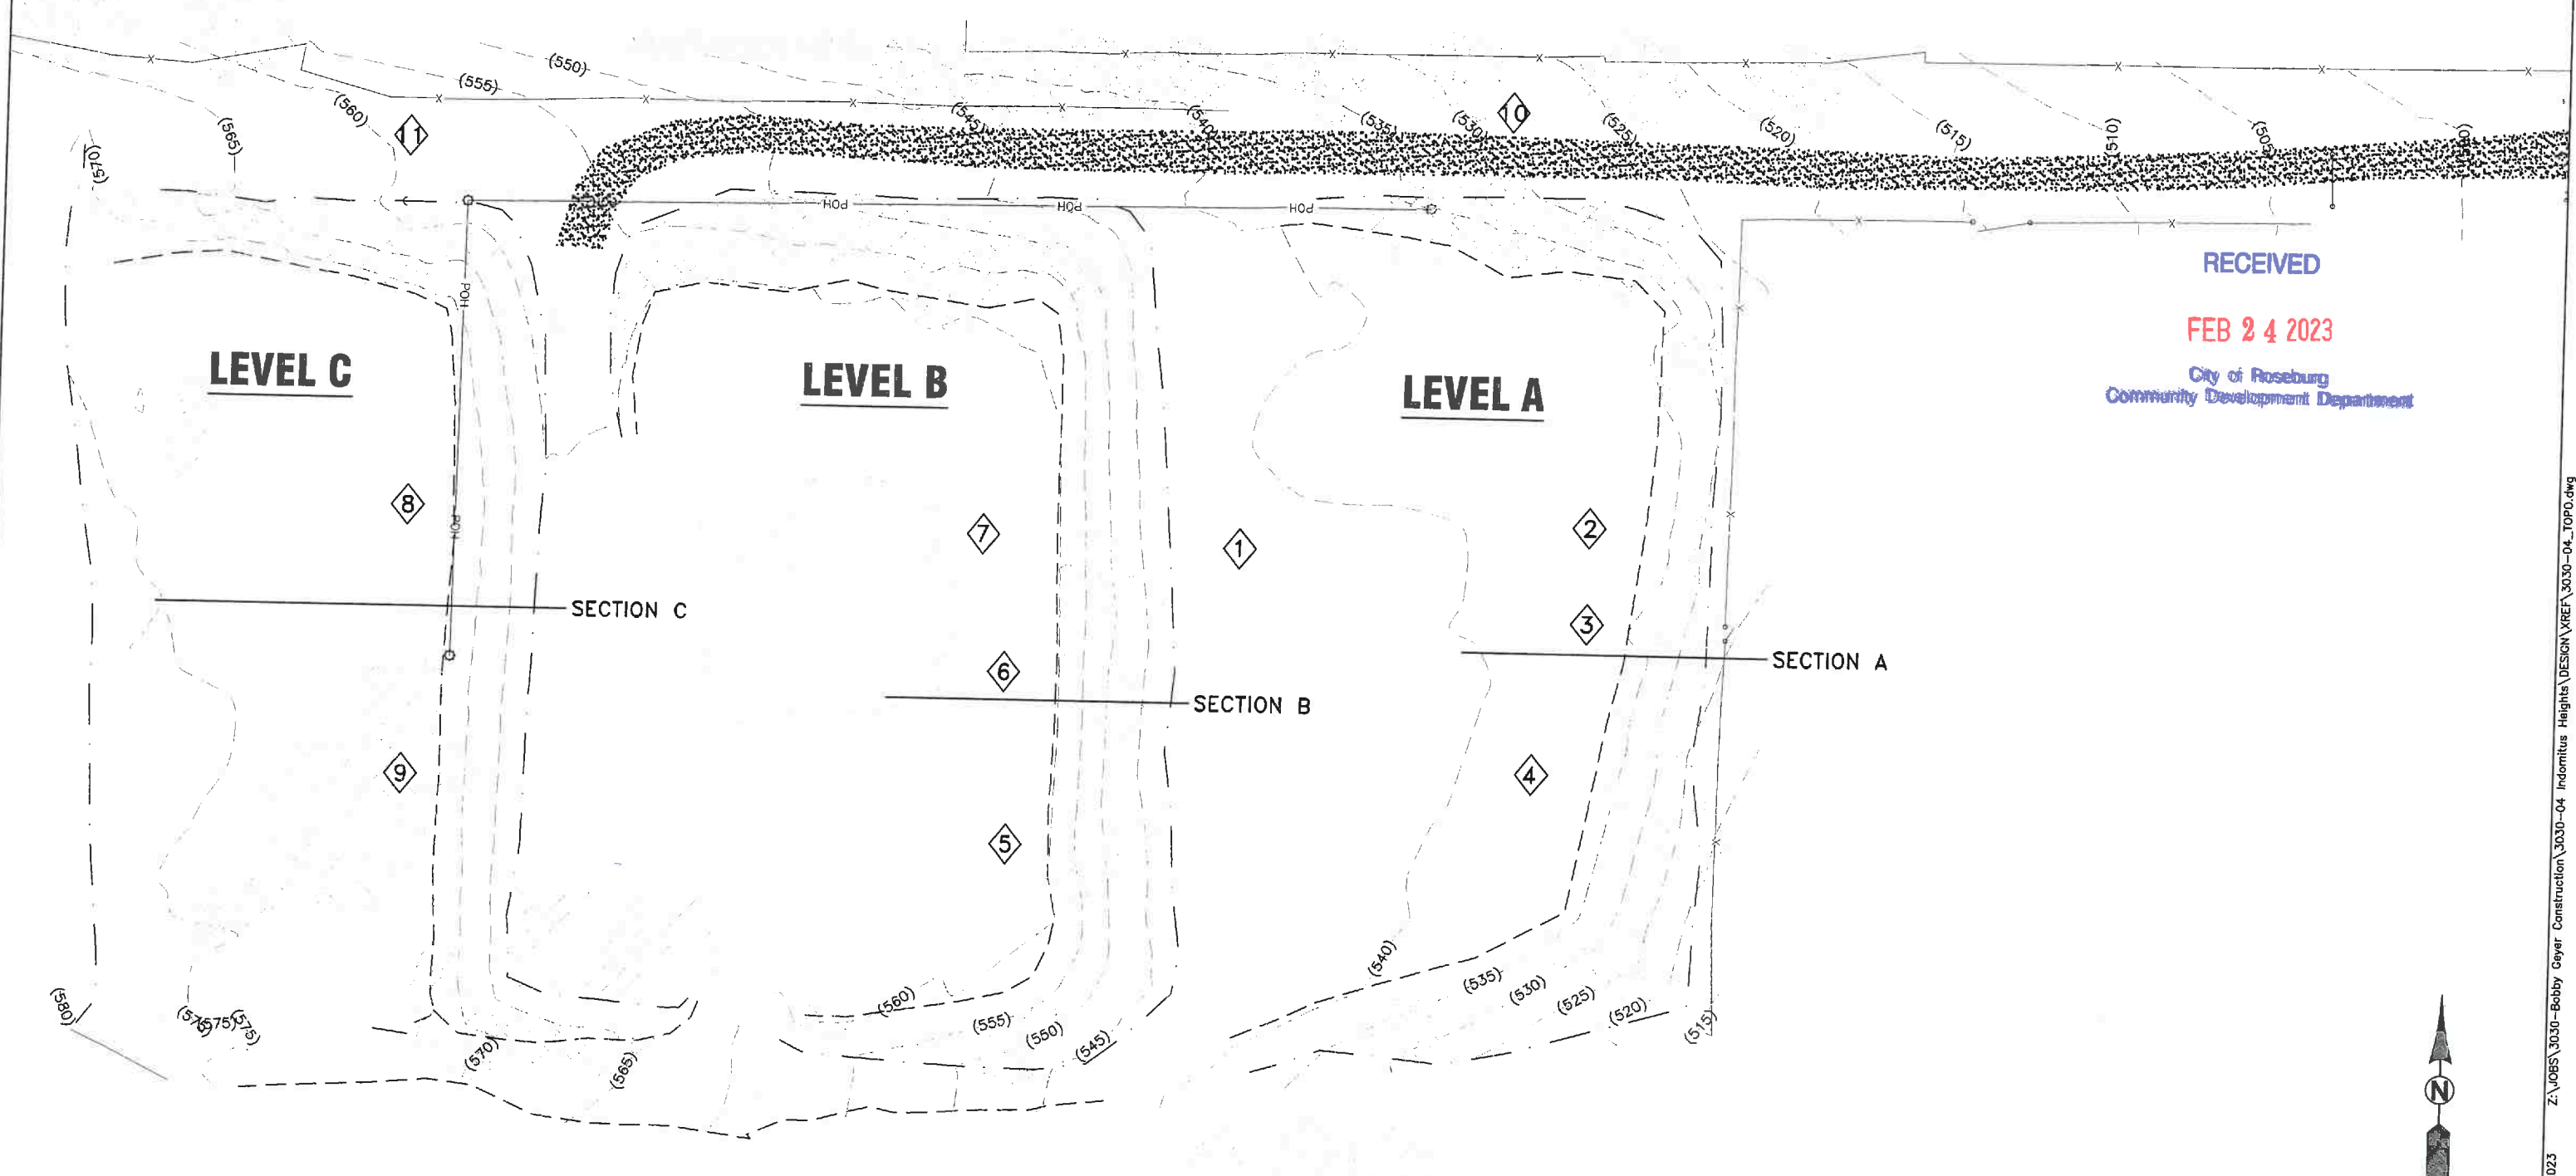 (550)
(555)
(560)
(565)
(570)
11
(545)
(540)
(535)
(530)
10
(525)
(520)
(515)
(510)
(505)
POH
POH
POH
POH
POH
RECEIVED
FEB 24 2023
City of Roseburg
Community Development Department
LEVEL C
LEVEL B
LEVEL A
8
7
1
2
3
SECTION C
SECTION A
6
SECTION B
9
4
5
(580)
(575)
(575)
(575)
(570)
(565)
(560)
(555)
(550)
(545)
(540)
(535)
(530)
(525)
(520)
(515)
N
Z:\JOBS\3030-Bobby Geyer Construction\3030-04 Indomitus Heights\DESIGN\XREF\3030-04_TOPO.dwg